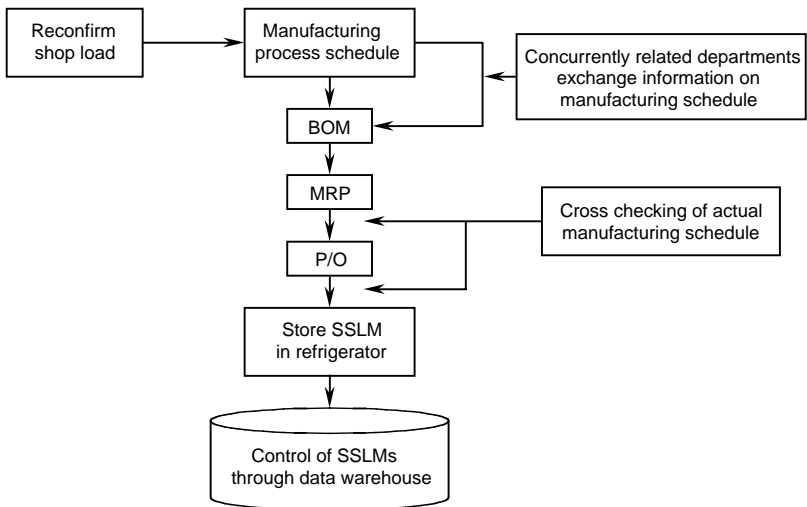 Reconfirm
shop load
Manufacturing
process schedule
Concurrently related departments
exchange information on
manufacturing schedule
BOM
MRP
Cross checking of actual
manufacturing schedule
P/O
Store SSLM
in refrigerator
Control of SSLMs
through data warehouse